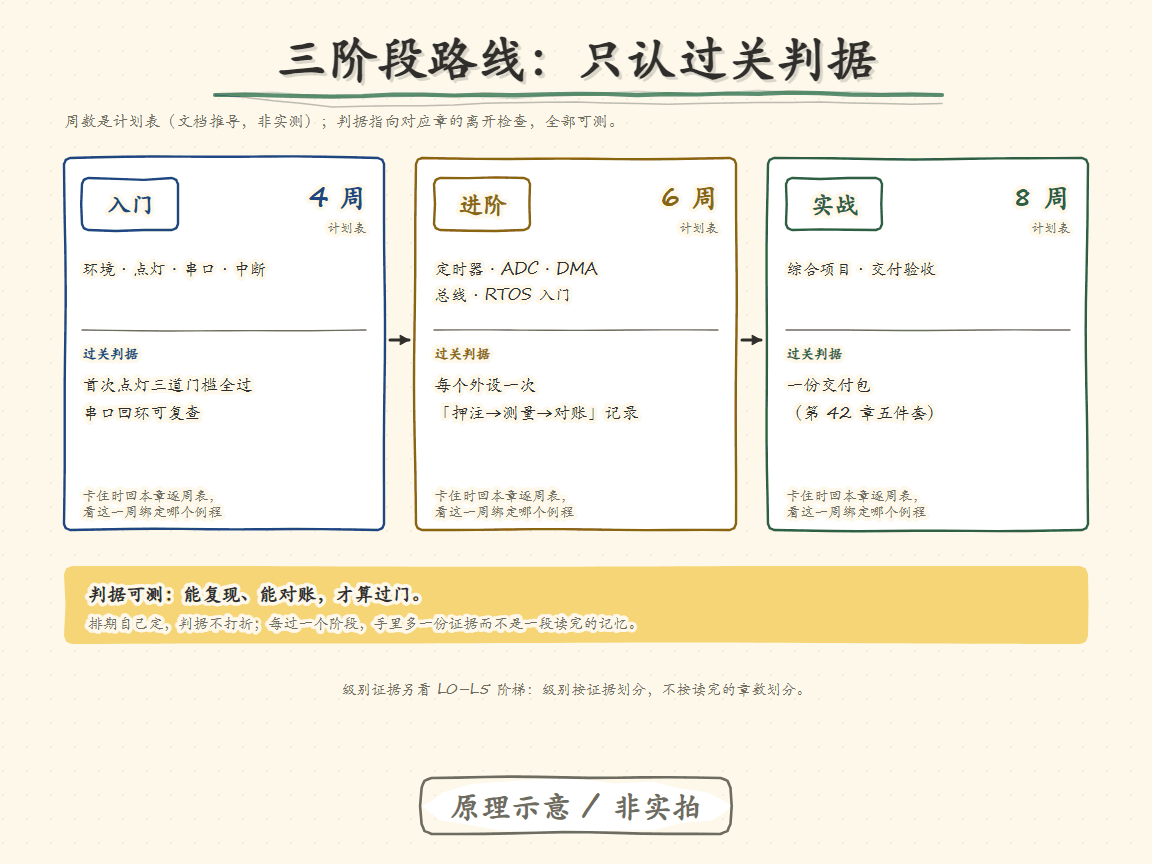 三阶段路线：只认过关判据
周数是计划表（文档推导，非实测）；判据指向对应章的离开检查，全部可测。
入门
4 周
计划表
环境·点灯·串口·中断
过关判据
首次点灯三道门槛全过
串口回环可复查
卡住时回本章逐周表，
看这一周绑定哪个例程
进阶
6 周
计划表
定时器·ADC·DMA
总线·RTOS 入门
过关判据
每个外设一次
「押注→测量→对账」记录
卡住时回本章逐周表，
看这一周绑定哪个例程
实战
8 周
计划表
综合项目·交付验收
过关判据
一份交付包
（第 42 章五件套）
卡住时回本章逐周表，
看这一周绑定哪个例程
判据可测：能复现、能对账，才算过门。
排期自己定，判据不打折；每过一个阶段，手里多一份证据而不是一段读完的记忆。
级别证据另看 L0–L5 阶梯：级别按证据划分，不按读完的章数划分。
原理示意 / 非实拍